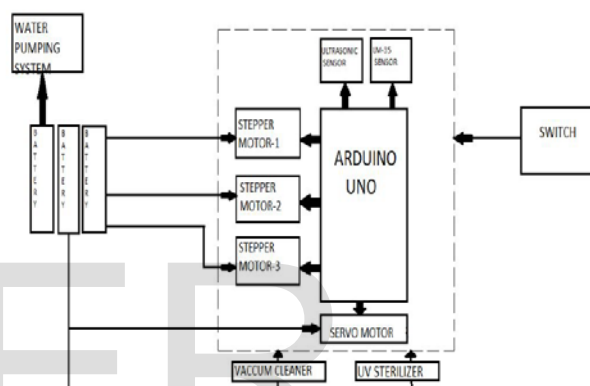 WATER
PUMPING
SYSTEM
ULTRASONIC
SENSOR
LM-35
SENSOR
BATTERY
BATTERY
BATTERY
STEPPER
MOTOR-1
ARDUINO
UNO
SWITCH
STEPPER
MOTOR-2
STEPPER
MOTOR-3
SERVO MOTOR
VACCUM CLEANER
UV STERILIZER